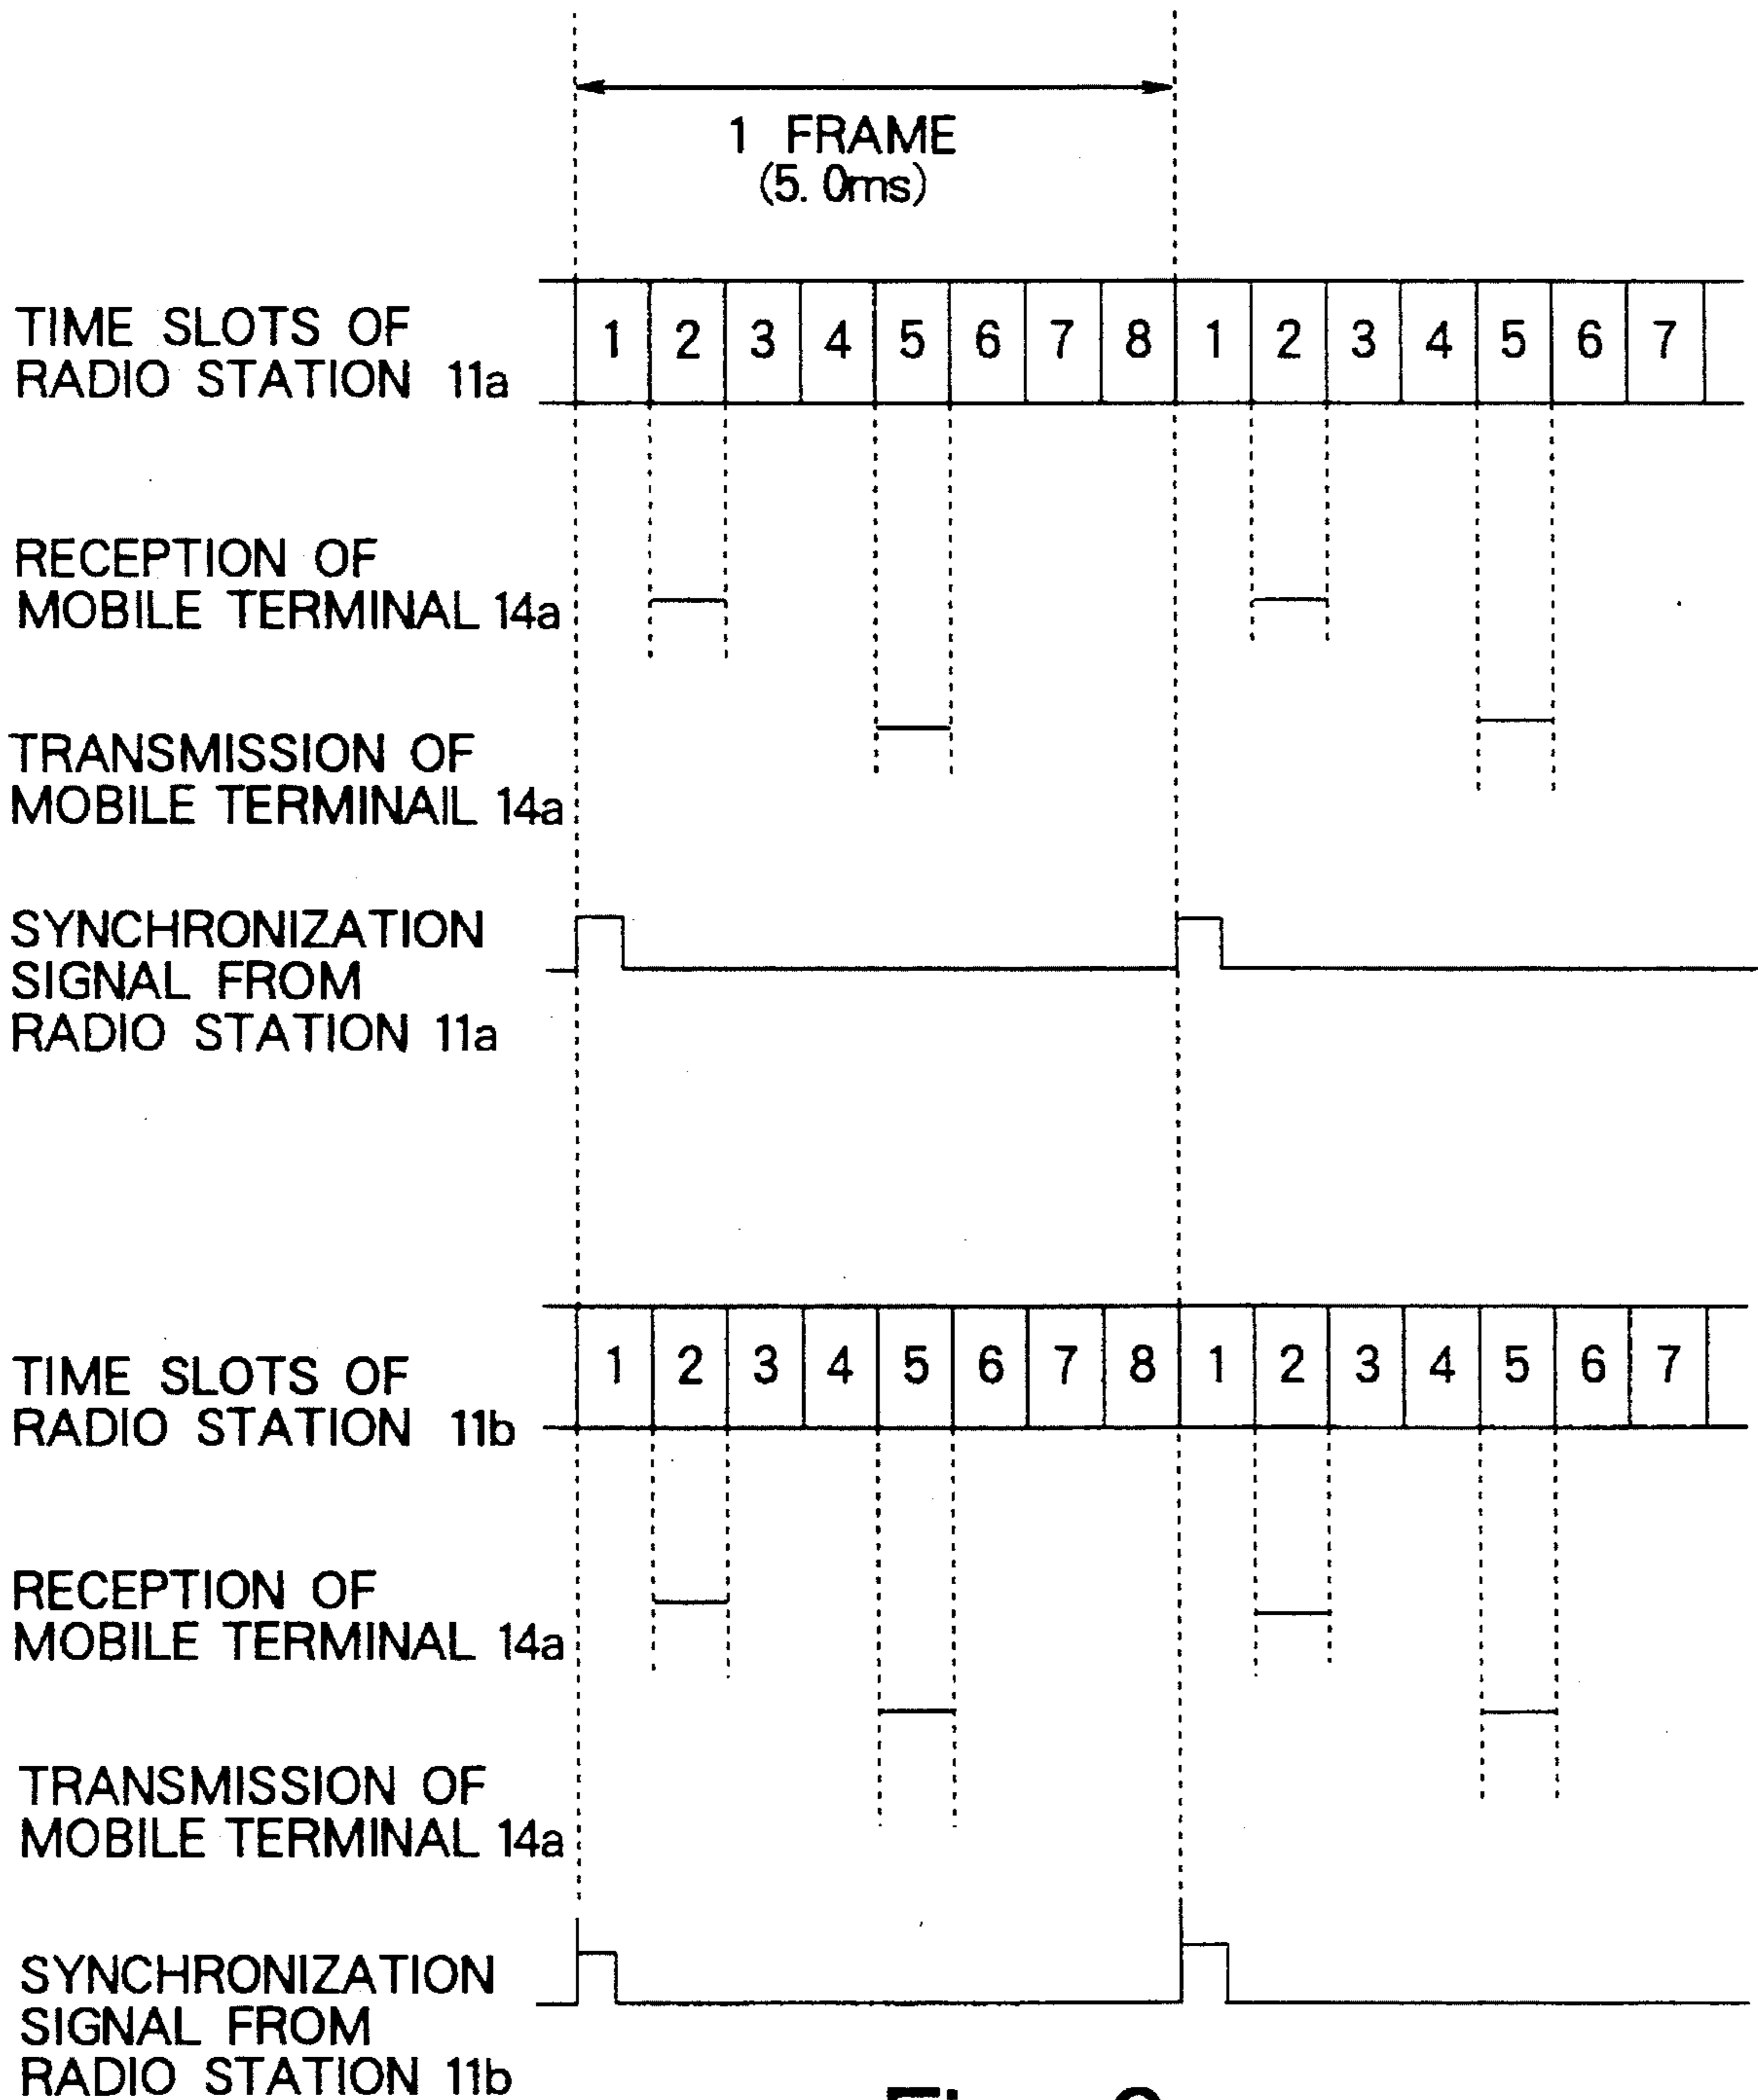 1 FRAME
(5.0ms)
TIME SLOTS OF
RADIO STATION 11a
1 2 3 4 5 6 7 8 1 2 3 4 5 6 7
RECEPTION OF
MOBILE TERMINAL 14a
TRANSMISSION OF
MOBILE TERMINAIL 14a
SYNCHRONIZATION
SIGNAL FROM
RADIO STATION 11a
TIME SLOTS OF
RADIO STATION 11b
1 2 3 4 5 6 7 8 1 2 3 4 5 6 7
RECEPTION OF
MOBILE TERMINAL 14a
TRANSMISSION OF
MOBILE TERMINAL 14a
SYNCHRONIZATION
SIGNAL FROM
RADIO STATION 11b